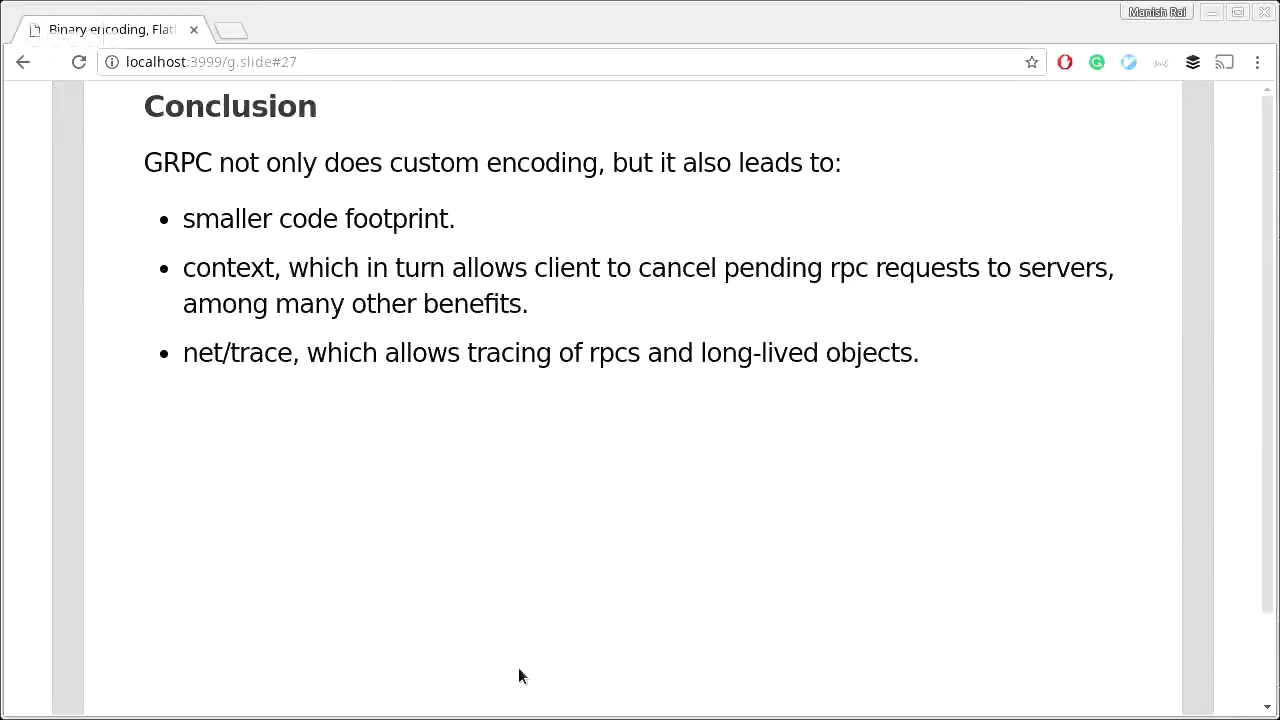 Manish Rai
Binary encoding, Flat
localhost:3999/g.slide#27
Conclusion
GRPC not only does custom encoding, but it also leads to:
• smaller code footprint.
• context, which in turn allows client to cancel pending rpc requests to servers,
among many other benefits.
• net/trace, which allows tracing of rpcs and long-lived objects.